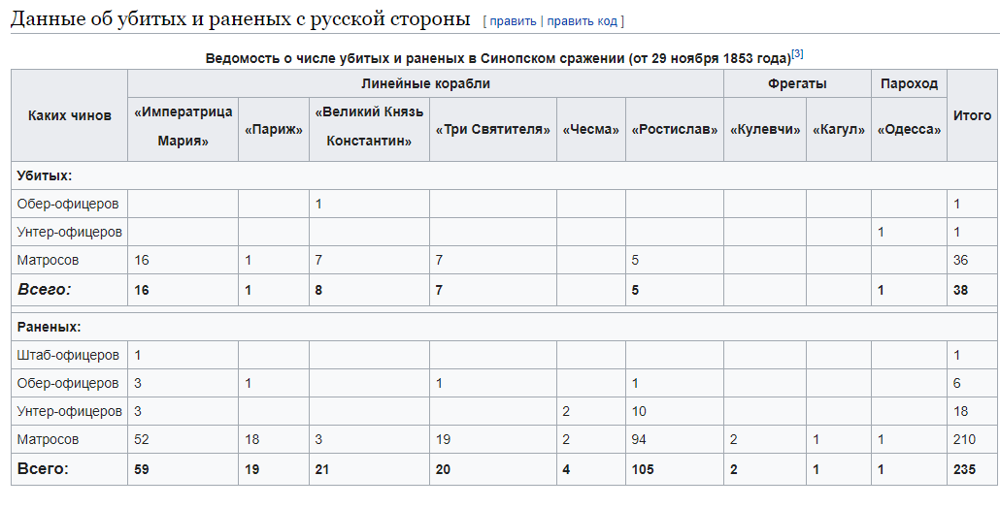 Данные об убитых и раненых с русской стороны [ править | править код ]
Ведомость о числе убитых и раненых в Синопском сражении (от 29 ноября 1853 года)[3]
Каких чинов Линейные корабли Фрегаты Пароход Итого
«Императрица Мария» «Париж» «Великий Князь Константин» «Три Святителя» «Чесма» «Ростислав» «Кулевчи» «Кагул» «Одесса»
Убитых:
Обер-офицеров 1 1
Унтер-офицеров 1 1
Матросов 16 1 7 7 5 36
Всего: 16 1 8 7 5 1 38
Раненых:
Штаб-офицеров 1 1
Обер-офицеров 3 1 1 1 6
Унтер-офицеров 3 2 10 18
Матросов 52 18 3 19 2 94 2 1 1 210
Всего: 59 19 21 20 4 105 2 1 1 235